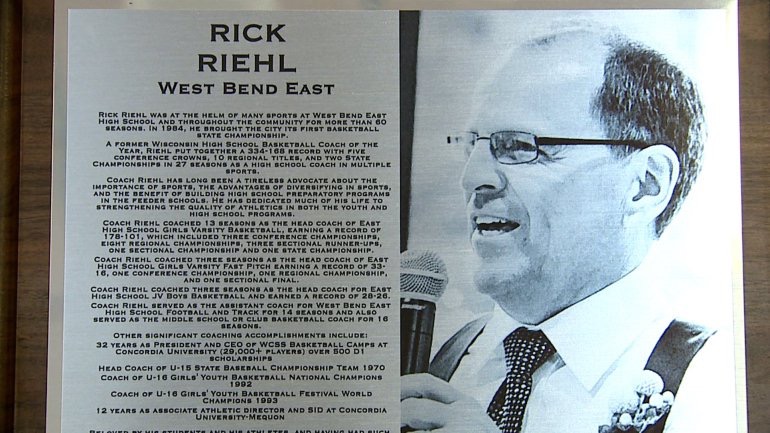 RICK
RIEHL
WEST BEND EAST
RICK RIEHL WAS AT THE HELM OF MANY SPORTS AT WEST BEND EAST
HIGH SCHOOL AND THROUGHOUT THE COMMUNITY FOR MORE THAN 60
SEASONS. IN 1984, HE BROUGHT THE CITY ITS FIRST BASKETBALL
STATE CHAMPIONSHIP.
A FORMER WISCONSIN HIGH SCHOOL BASKETBALL COACH OF THE
YEAR, RIEHL PUT TOGETHER A 334-168 RECORD WITH FIVE
CONFERENCE CROWNS, 10 REGIONAL TITLES, AND TWO STATE
CHAMPIONSHIPS IN 27 SEASONS AS A HIGH SCHOOL COACH IN MULTIPLE
SPORTS.
COACH RIEHL HAS LONG BEEN A TIRELESS ADVOCATE ABOUT THE
IMPORTANCE OF SPORTS, THE ADVANTAGES OF DIVERSIFYING IN SPORTS,
AND THE BENEFIT OF BUILDING HIGH SCHOOL PREPARATORY PROGRAMS
IN THE FEEDER SCHOOLS. HE HAS DEDICATED MUCH OF HIS LIFE TO
STRENGTHENING THE QUALITY OF ATHLETICS IN BOTH THE YOUTH AND
HIGH SCHOOL PROGRAMS.
COACH RIEHL COACHED 13 SEASONS AS THE HEAD COACH OF EAST
HIGH SCHOOL GIRLS VARSITY BASKETBALL, EARNING A RECORD OF
178-101, WHICH INCLUDED THREE CONFERENCE CHAMPIONSHIPS,
EIGHT REGIONAL CHAMPIONSHIPS, THREE SECTIONAL RUNNER-UPS,
ONE SECTIONAL CHAMPIONSHIP AND ONE STATE CHAMPIONSHIP.
COACH RIEHL COACHED THREE SEASONS AS THE HEAD COACH OF EAST
HIGH SCHOOL GIRLS VARSITY FAST PITCH EARNING A RECORD OF 33-
16, ONE CONFERENCE CHAMPIONSHIP, ONE REGIONAL CHAMPIONSHIP,
AND ONE SECTIONAL FINAL.
COACH RIEHL COACHED THREE SEASONS AS THE HEAD COACH FOR EAST
HIGH SCHOOL JV BOYS BASKETBALL AND EARNED A RECORD OF 28-26.
COACH RIEHL SERVED AS THE ASSISTANT COACH FOR WEST BEND EAST
HIGH SCHOOL FOOTBALL AND TRACK FOR 14 SEASONS AND ALSO
SERVED AS THE MIDDLE SCHOOL OR CLUB BASKETBALL COACH FOR 16
SEASONS.
OTHER SIGNIFICANT COACHING ACCOMPLISHMENTS INCLUDE:
32 YEARS AS PRESIDENT AND CEO OF WCSS BASKETBALL CAMPS AT
CONCORDIA UNIVERSITY (29,000+ PLAYERS) OVER 500 D1
SCHOLARSHIPS
HEAD COACH OF U-15 STATE BASEBALL CHAMPIONSHIP TEAM 1970
COACH OF U-16 GIRLS' YOUTH BASKETBALL NATIONAL CHAMPIONS
1992
COACH OF U-16 GIRLS' YOUTH BASKETBALL FESTIVAL WORLD
CHAMPIONS 1993
12 YEARS AS ASSOCIATE ATHLETIC DIRECTOR AND SID AT CONCORDIA
UNIVERSITY-MEQUON
BELOVED BY HIS STUDENTS AND HIS ATHLETES, AND HAVING HAD SUCH